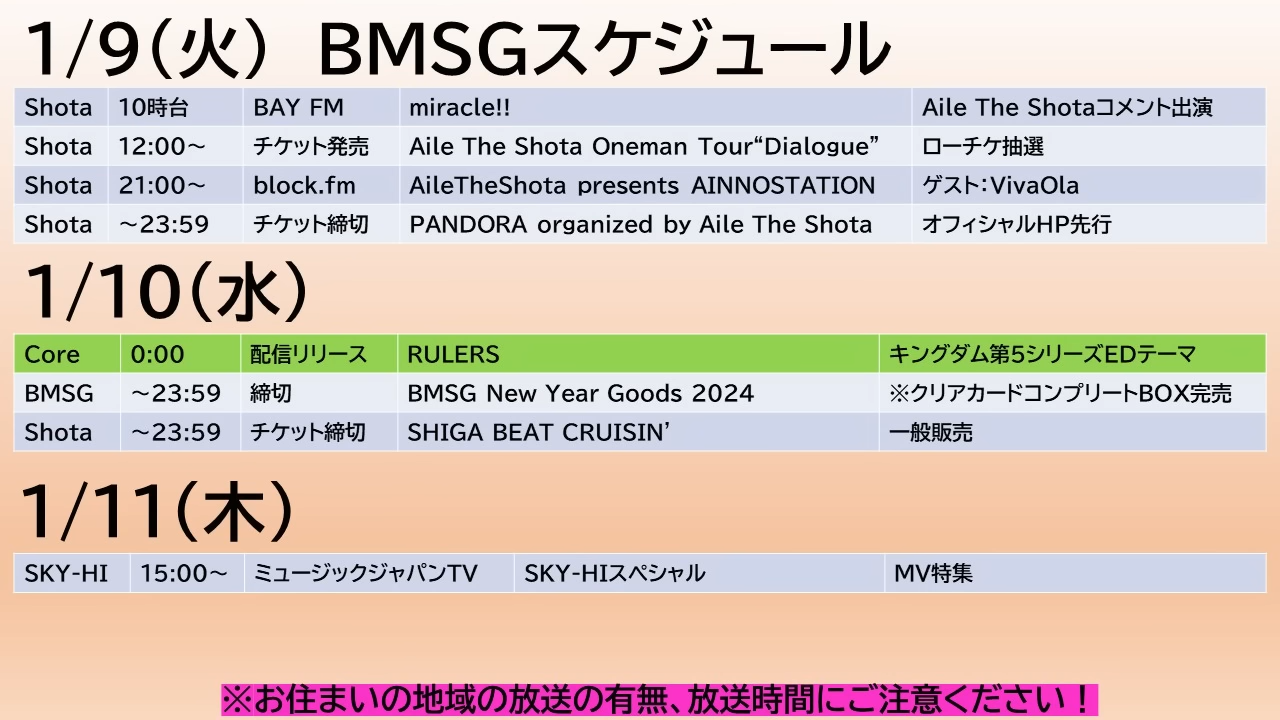 1/9(火) BMSGスケジュール
Shota 10時台 BAY FM miracle!! Aile The Shotaコメント出演
Shota 12:00～ チケット発売 Aile The Shota Oneman Tour“Dialogue” ローチケ抽選
Shota 21:00～ block.fm AileTheShota presents AINNOSTATION ゲスト：VivaOla
Shota ～23:59 チケット締切 PANDORA organized by Aile The Shota オフィシャルHP先行
1/10(水)
Core 0:00 配信リリース RULERS キングダム第5シリーズEDテーマ
BMSG ～23:59 締切 BMSG New Year Goods 2024 ※クリアカードコンプリートBOX完売
Shota ～23:59 チケット締切 SHIGA BEAT CRUISIN’ 一般販売
1/11(木)
SKY-HI 15:00～ ミュージックジャパンTV SKY-HIスペシャル MV特集
※お住まいの地域の放送の有無、放送時間にご注意ください！